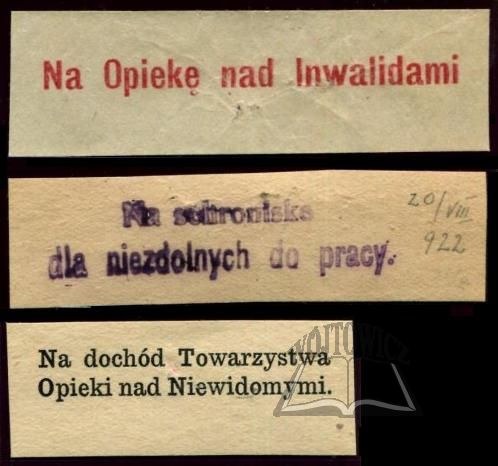 Na Opiekę nad Inwalidami
Na schronisko
dla niezdolnych do pracy.
20/VIII
922
Na dochód Towarzystwa
Opieki nad Niewidomymi.
WÓJTOWICZ